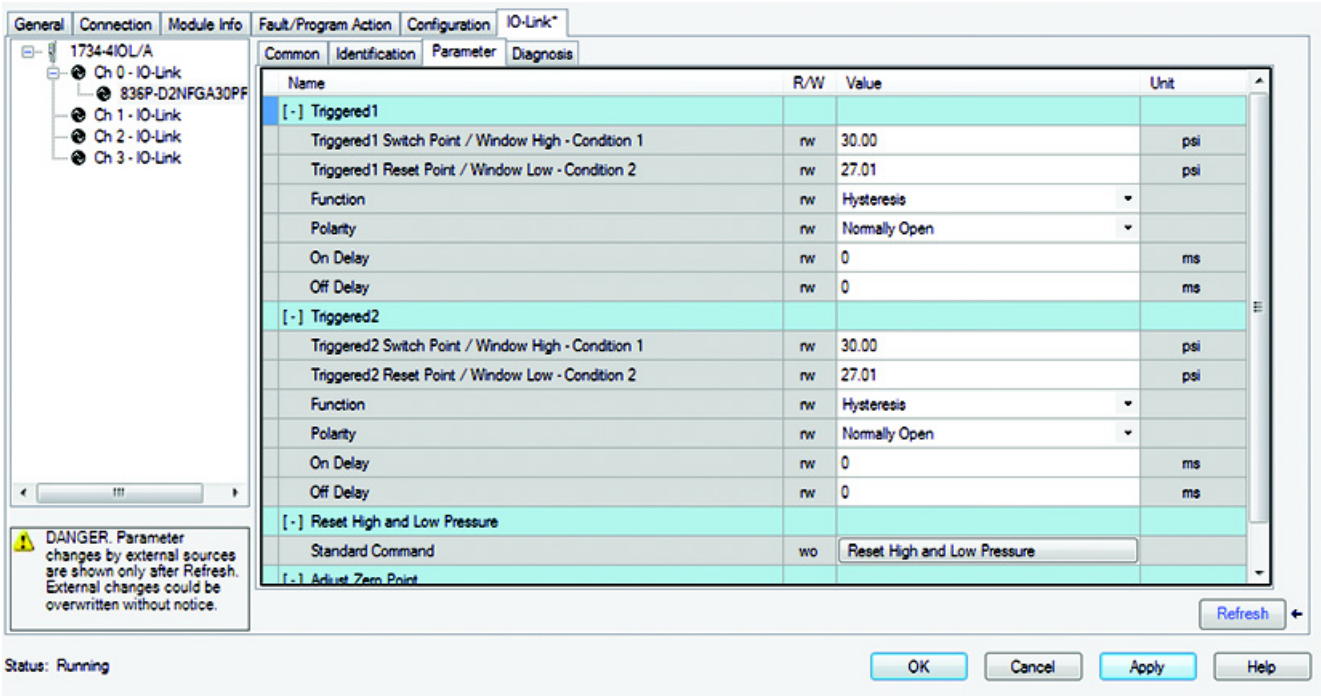 General Connection Module Info Fault/Program Action Configuration IO-Link*
1734-4IOL/A
Ch 0 - IO-Link
836P-D2NFGA30PF
Ch 1 - IO-Link
Ch 2 - IO-Link
Ch 3 - IO-Link
Common Identification Parameter Diagnosis
Name R/W Value Unit
[-] Triggered1
Triggered1 Switch Point / Window High - Condition 1 rw 30.00 psi
Triggered1 Reset Point / Window Low - Condition 2 rw 27.01 psi
Function rw Hysteresis
Polarity rw Normally Open
On Delay rw 0 ms
Off Delay rw 0 ms
[-] Triggered2
Triggered2 Switch Point / Window High - Condition 1 rw 30.00 psi
Triggered2 Reset Point / Window Low - Condition 2 rw 27.01 psi
Function rw Hysteresis
Polarity rw Normally Open
On Delay rw 0 ms
Off Delay rw 0 ms
[-] Reset High and Low Pressure
Standard Command wo Reset High and Low Pressure
[-] Adjust Zero Point
DANGER. Parameter
changes by external sources
are shown only after Refresh.
External changes could be
overwritten without notice.
Refresh
Status: Running
OK Cancel Apply Help